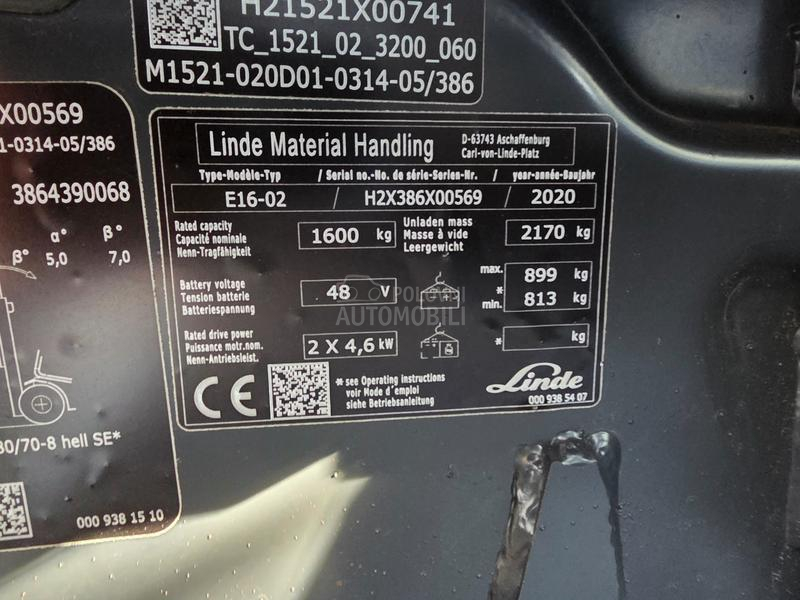 H21521X00741
TC_1521_02_3200_060
M1521-020D01-0314-05/386
X00569
1-0314-05/386
3864390068
α° β°
β° 5,0 7,0
80/70-8 hell SE*
000 938 15 10
Linde Material Handling
D-63743 Aschaffenburg
Carl-von-Linde-Platz
Type-Modèle-Typ / Serial no.-No. de série-Serien-Nr. / year-année-Baujahr
E16-02 / H2X386X00569 / 2020
Rated capacity
Capacité nominale
Nenn-Tragfähigkeit
1600 kg
Unladen mass
Masse à vide
Leergewicht
2170 kg
Battery voltage
Tension batterie
Batteriespannung
48 V
max. 899 kg
*
min. 813 kg
Rated drive power
Puissance motr.nom.
Nenn-Antriebsleist.
2 X 4,6 kW
* kg
CE
*see Operating instructions
voir Mode d'emploi
siehe Betriebsanleitung
Linde
000 938 54 07
POLOVNI
AUTOMOBILI